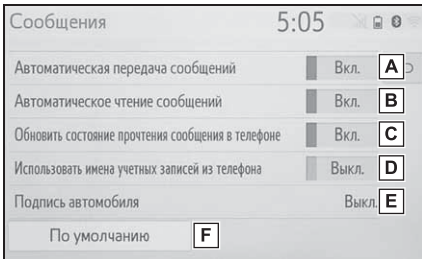 Сообщения 5:05
Автоматическая передача сообщений Вкл. A
Автоматическое чтение сообщений Вкл. B
Обновить состояние прочтения сообщения в телефоне Вкл. C
Использовать имена учетных записей из телефона Выкл. D
Подпись автомобиля Выкл. E
По умолчанию F